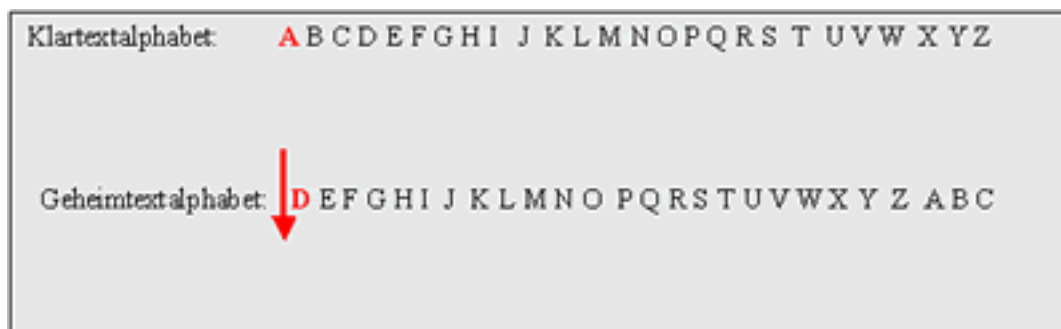 Klartextalphabet: A B C D E F G H I J K L M N O P Q R S T U V W X Y Z
Geheimtextalphabet: D E F G H I J K L M N O P Q R S T U V W X Y Z A B C